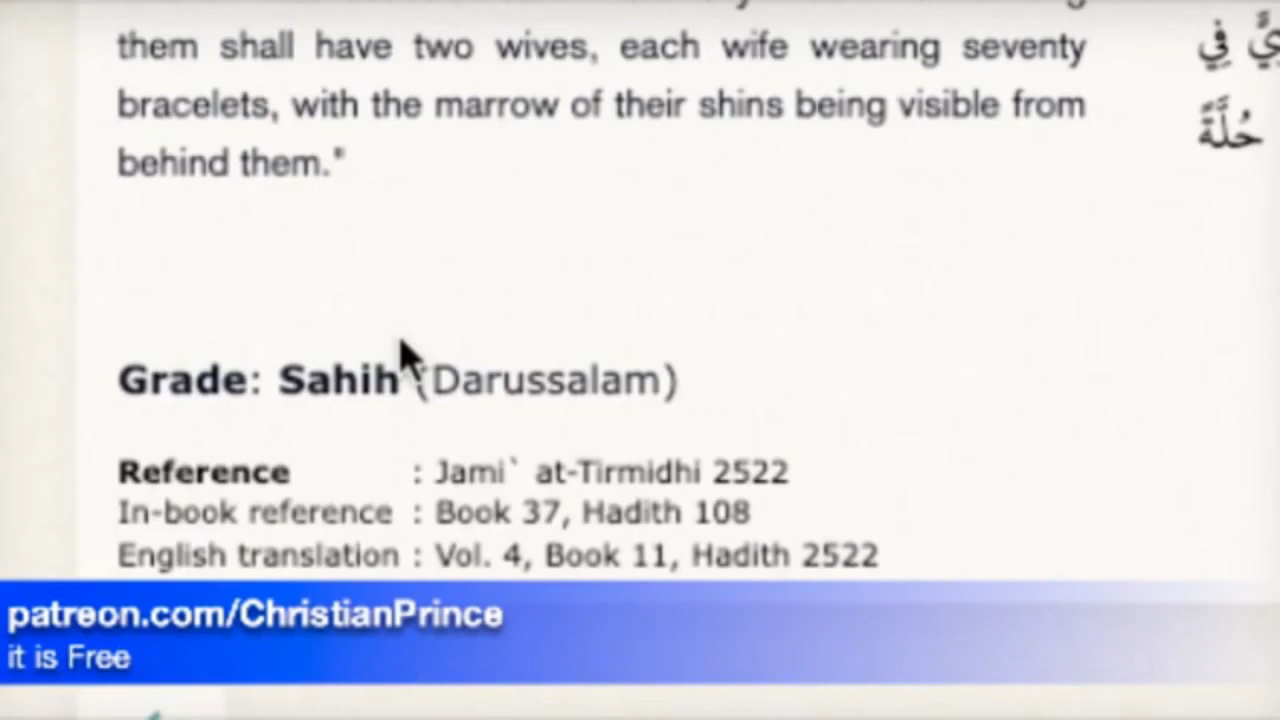 them shall have two wives, each wife wearing seventy
bracelets, with the marrow of their shins being visible from
behind them."
فِي
حُلَّةً
Grade: Sahih (Darussalam)
Reference : Jami` at-Tirmidhi 2522
In-book reference : Book 37, Hadith 108
English translation : Vol. 4, Book 11, Hadith 2522
patreon.com/ChristianPrince
it is Free